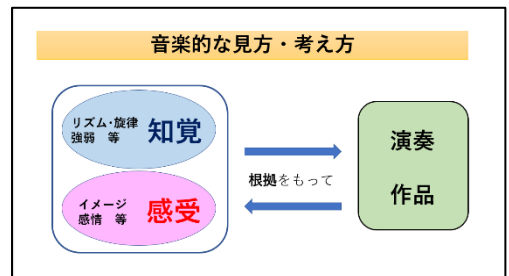 音楽的な見方・考え方
リズム・旋律
強弱 等
知覚
イメージ
感情 等
感受
根拠をもって
演奏
作品